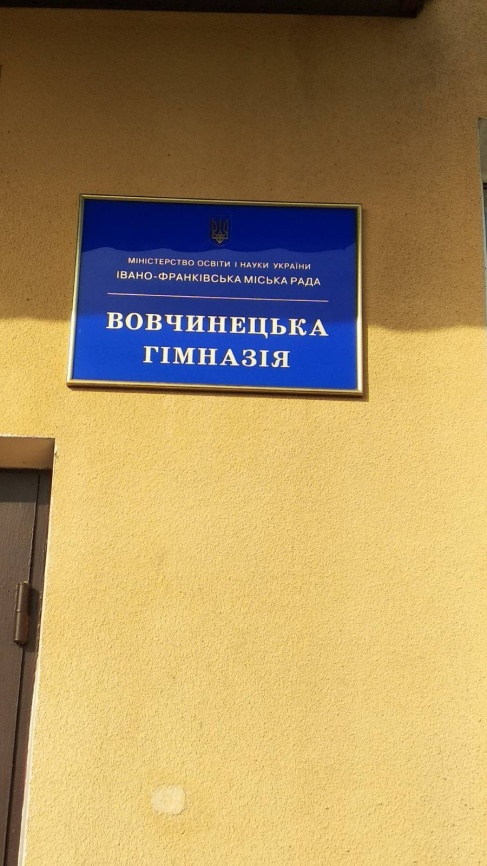 МІНІСТЕРСТВО ОСВІТИ І НАУКИ УКРАЇНИ
ІВАНО-ФРАНКІВСЬКА МІСЬКА РАДА
ВОВЧИНЕЦЬКА
ГІМНАЗІЯ